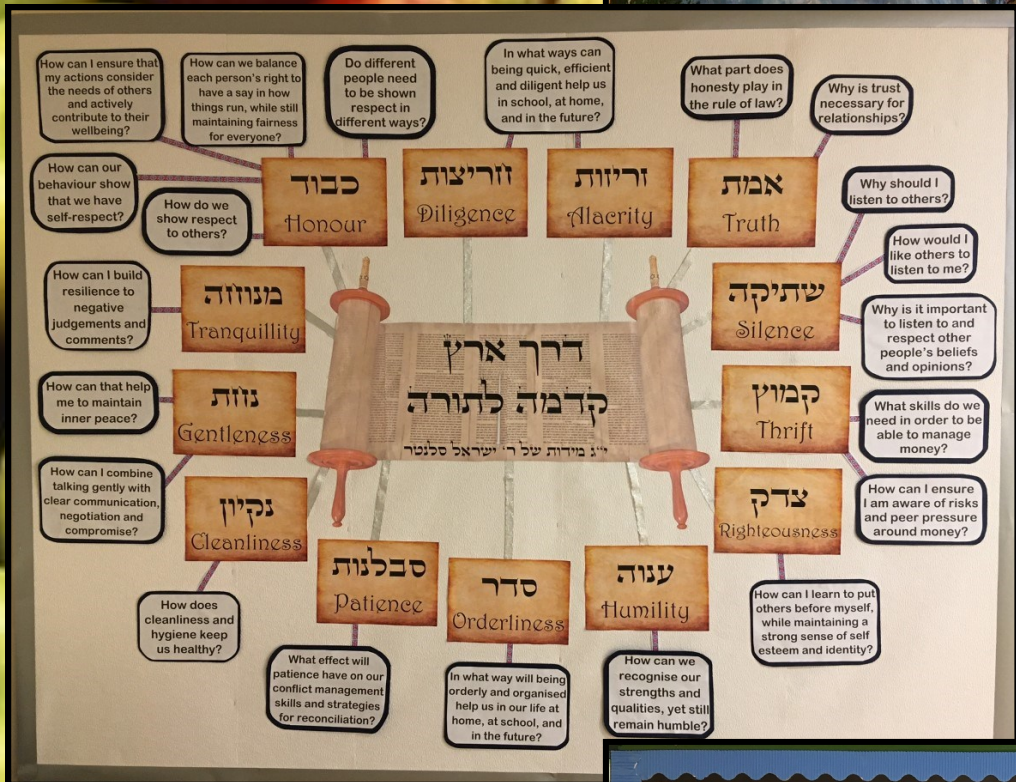 How can I ensure that
my actions consider
the needs of others
and actively
contribute to their
wellbeing?
How can we balance
each person's right to
have a say in how
things run, while still
maintaining fairness
for everyone?
Do different
people need
to be shown
respect in
different ways?
In what ways can
being quick, efficient
and diligent help us
in school, at home,
and in the future?
What part does
honesty play in
the rule of law?
Why is trust
necessary for
relationships?
How can our
behaviour show
that we have
self-respect?
How do we
show respect
to others?
כבוד
Honour
חריצות
Diligence
זריזות
Alacrity
אמת
Truth
Why should I
listen to others?
How would I
like others to
listen to me?
Why is it important
to listen to and
respect other
people's beliefs
and opinions?
שתיקה
Silence
How can I build
resilience to
negative
judgements and
comments?
מנוחה
Tranquillity
דרך ארץ
קדמה לתורה
י"ג מידות של ר' ישראל סלנטר
How can that help
me to maintain
inner peace?
נחת
Gentleness
קמוץ
Thrift
What skills do we
need in order to be
able to manage
money?
How can I ensure
I am aware of risks
and peer pressure
around money?
How can I combine
talking gently with
clear communication,
negotiation and
compromise?
נקיון
Cleanliness
צדק
Righteousness
How does
cleanliness and
hygiene keep
us healthy?
סבלנות
Patience
סדר
Orderliness
ענוה
Humility
How can I learn to put
others before myself,
while maintaining a
strong sense of self
esteem and identity?
What effect will
patience have on our
conflict management
skills and strategies
for reconciliation?
In what way will being
orderly and organised
help us in our life at
home, at school, and
in the future?
How can we
recognise our
strengths and
qualities, yet still
remain humble?